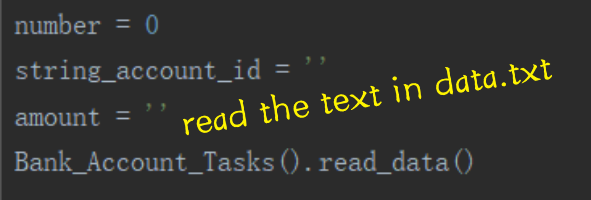 number = 0
string_account_id = ''
amount = ''
read the text in data.txt
Bank_Account_Tasks().read_data()